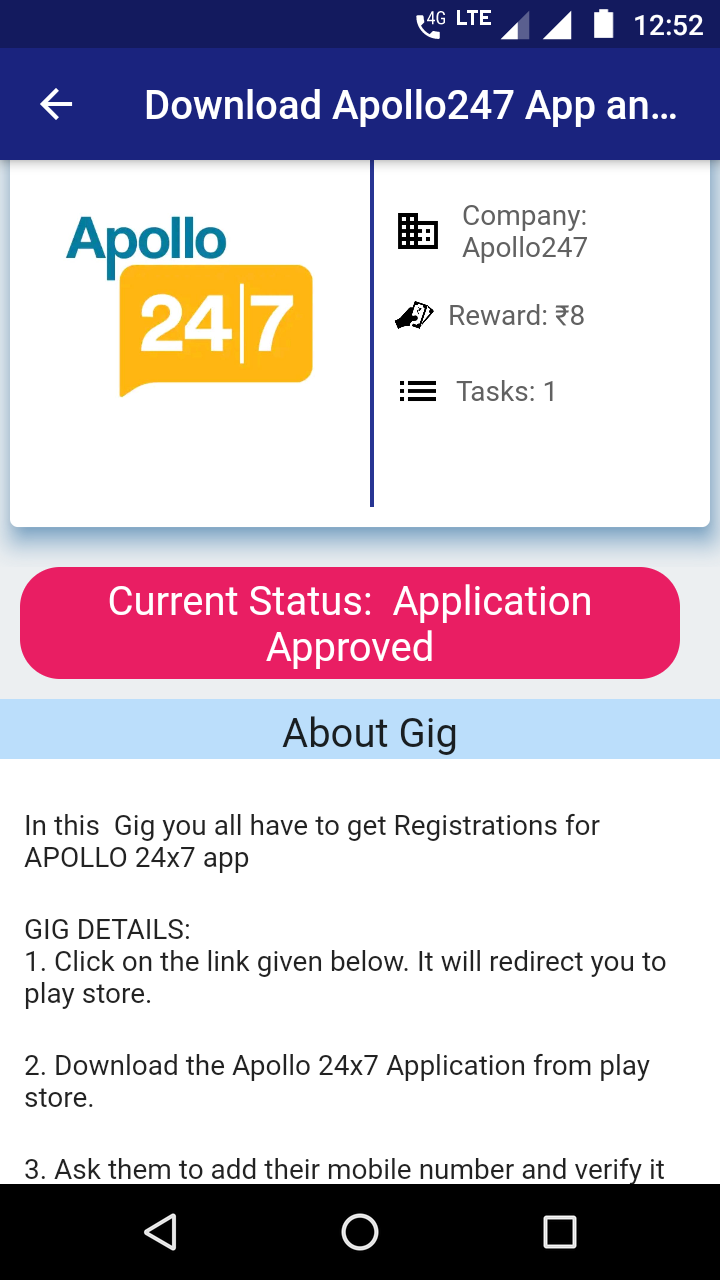 4G LTE 12:52
Download Apollo247 App an...
Apollo
24|7
Company:
Apollo247
Reward: ₹8
Tasks: 1
Current Status:  Application
Approved
About Gig
In this  Gig you all have to get Registrations for
APOLLO 24x7 app
GIG DETAILS:
1. Click on the link given below. It will redirect you to
play store.
2. Download the Apollo 24x7 Application from play
store.
3. Ask them to add their mobile number and verify it